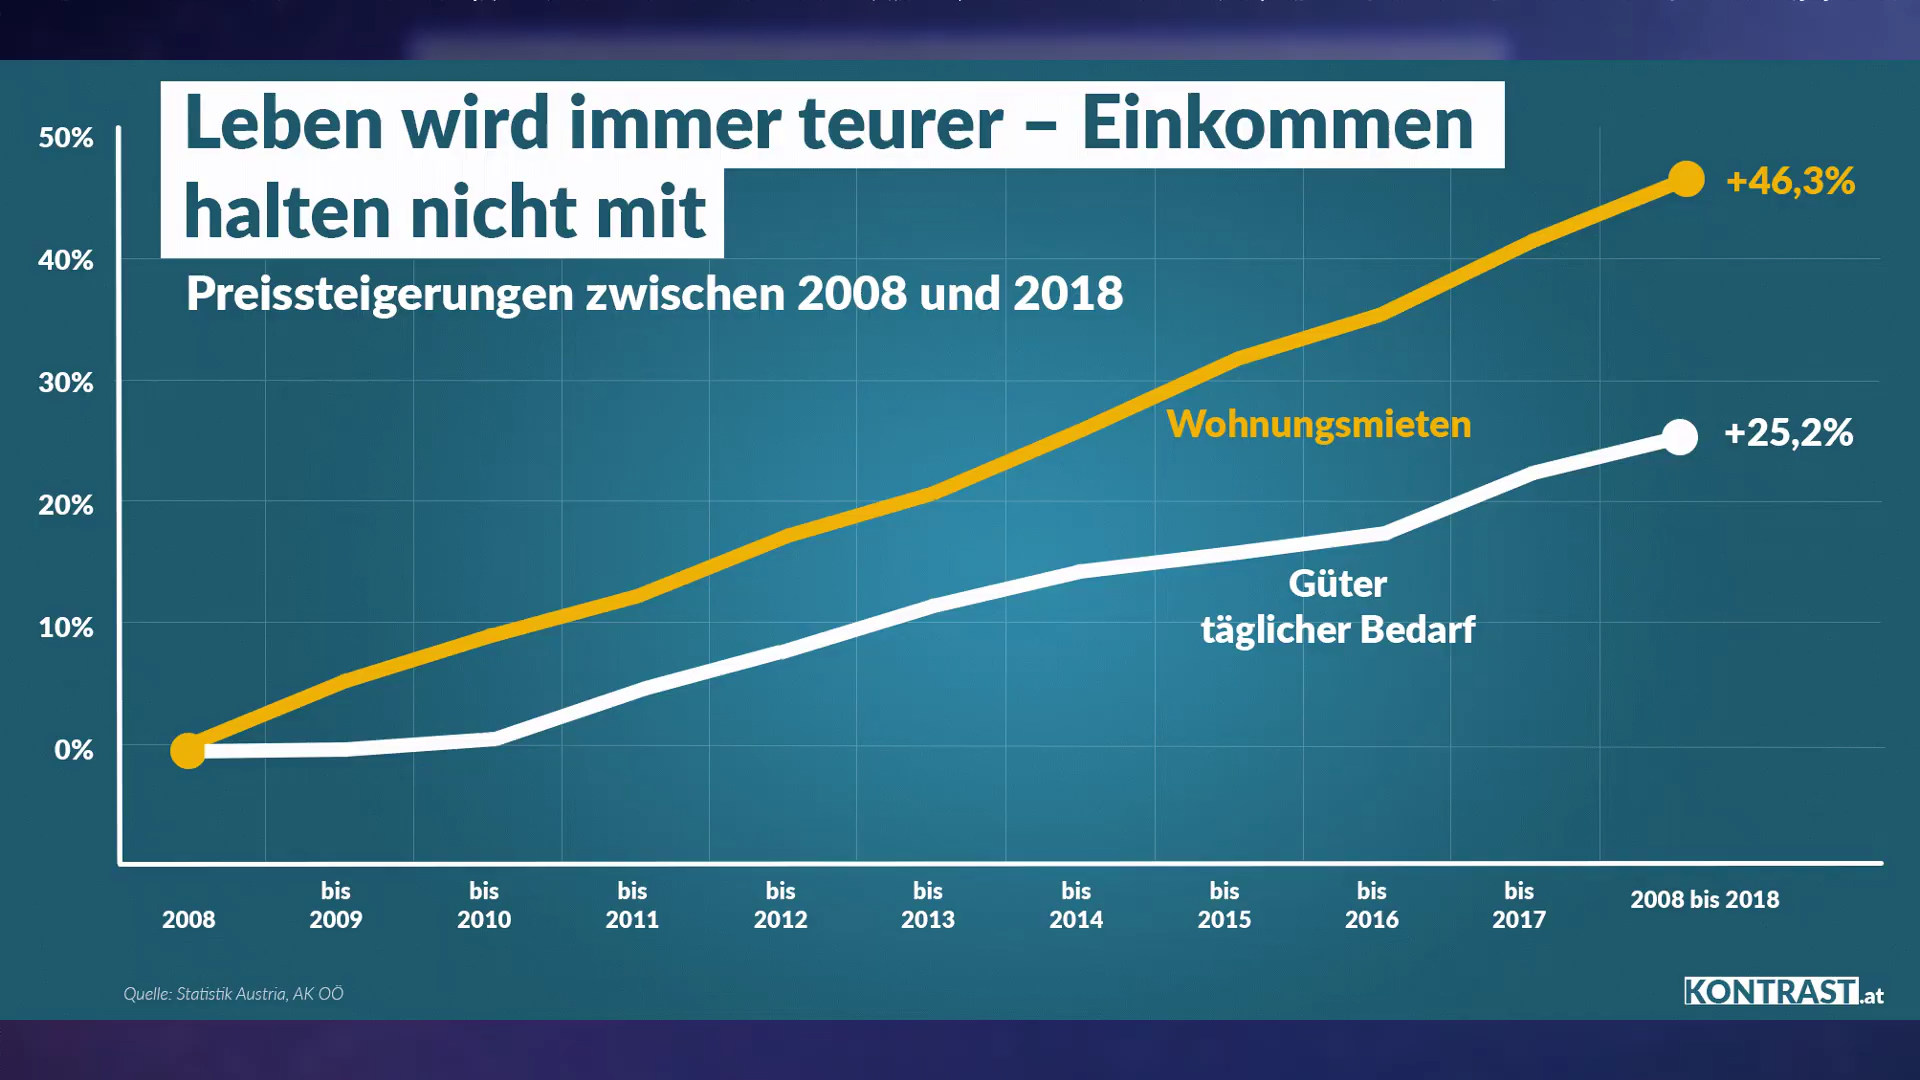 Leben wird immer teurer – Einkommen
halten nicht mit
Preissteigerungen zwischen 2008 und 2018
50%
40%
30%
20%
10%
0%
+46,3%
Wohnungsmieten
+25,2%
Güter
täglicher Bedarf
2008
bis
2009
bis
2010
bis
2011
bis
2012
bis
2013
bis
2014
bis
2015
bis
2016
bis
2017
2008 bis 2018
Quelle: Statistik Austria, AK OÖ
KONTRAST.at